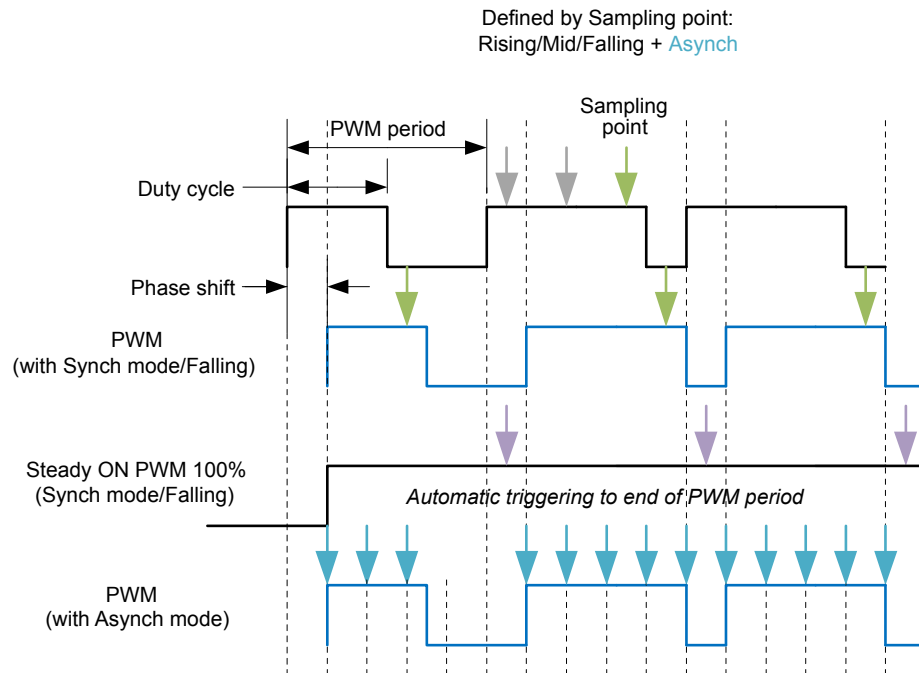 Defined by Sampling point:
Rising/Mid/Falling + Asynch
Sampling
point
PWM period
Duty cycle
Phase shift
PWM
(with Synch mode/Falling)
Steady ON PWM 100%
(Synch mode/Falling)
Automatic triggering to end of PWM period
PWM
(with Asynch mode)